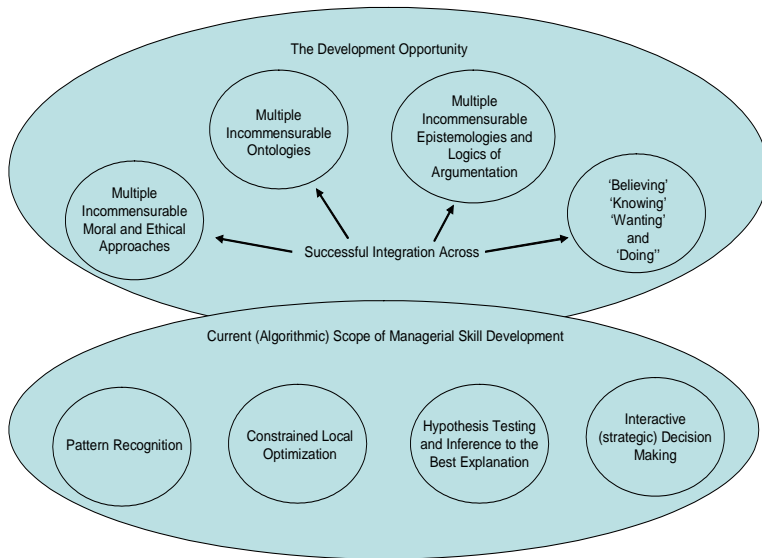 The Development Opportunity
Multiple
Incommensurable
Ontologies
Multiple
Incommensurable
Epistemologies and
Logics of
Argumentation
Multiple
Incommensurable
Moral and Ethical
Approaches
'Believing'
'Knowing'
'Wanting'
and
'Doing''
Successful Integration Across
Current (Algorithmic) Scope of Managerial Skill Development
Pattern Recognition
Constrained Local
Optimization
Hypothesis Testing
and Inference to the
Best Explanation
Interactive
(strategic) Decision
Making